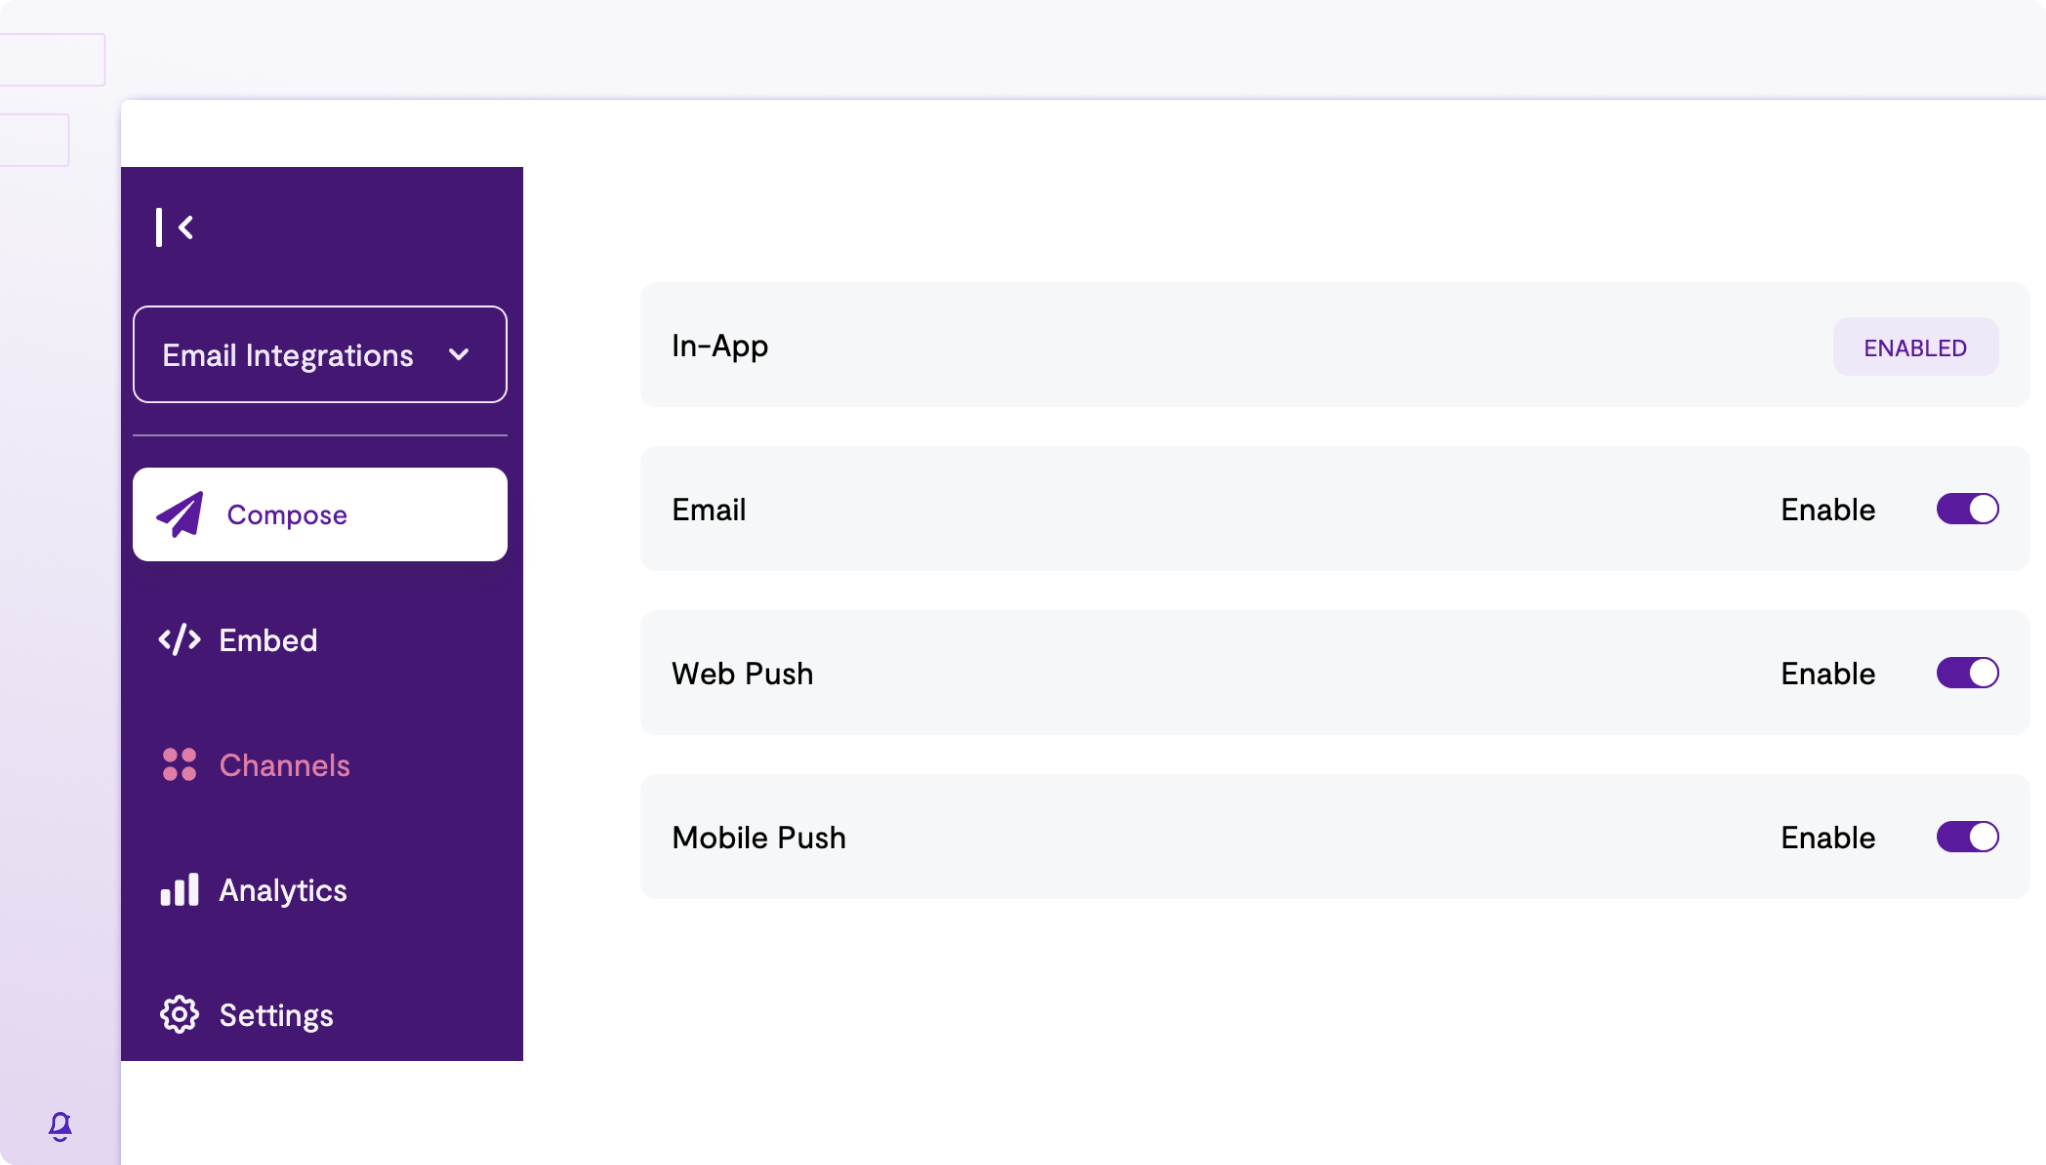 Email Integrations
Compose
Embed
Channels
Analytics
Settings
In-App
ENABLED
Email
Enable
Web Push
Enable
Mobile Push
Enable